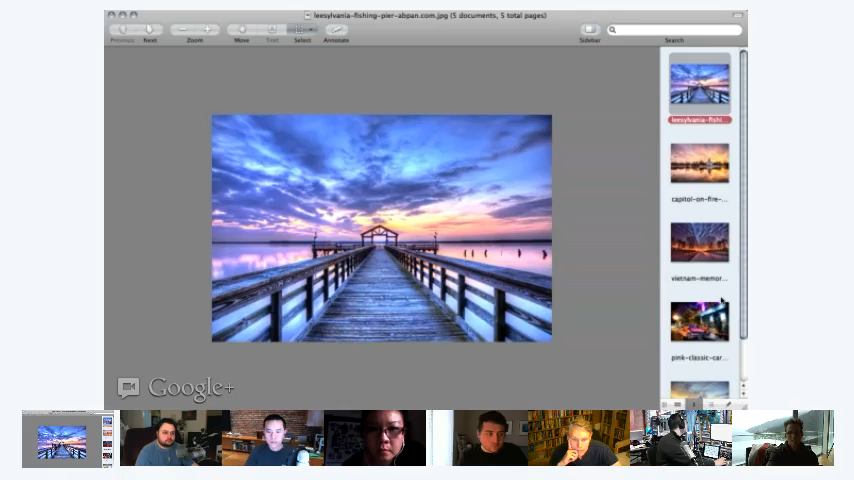 leesylvania-fishing-pier-abpan.com.jpg (5 documents, 5 total pages)
Previous Next Zoom Move Text Select Annotate Sidebar Search
leesylvania-fishi...
capitol-on-fire-...
vietnam-memor...
pink-classic-car...
Google+